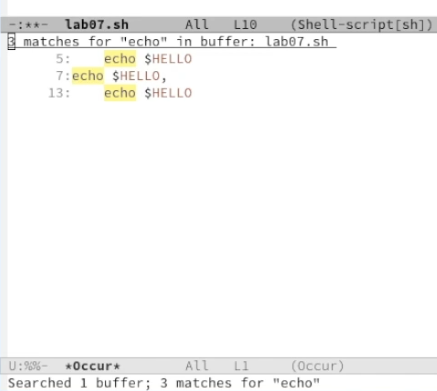 -:**-  lab07.sh       All   L10    (Shell-script[sh])
3 matches for "echo" in buffer: lab07.sh
      5:    echo $HELLO
      7:echo $HELLO,
     13:    echo $HELLO
U:%%-  *Occur*        All   L1     (Occur)
Searched 1 buffer; 3 matches for "echo"